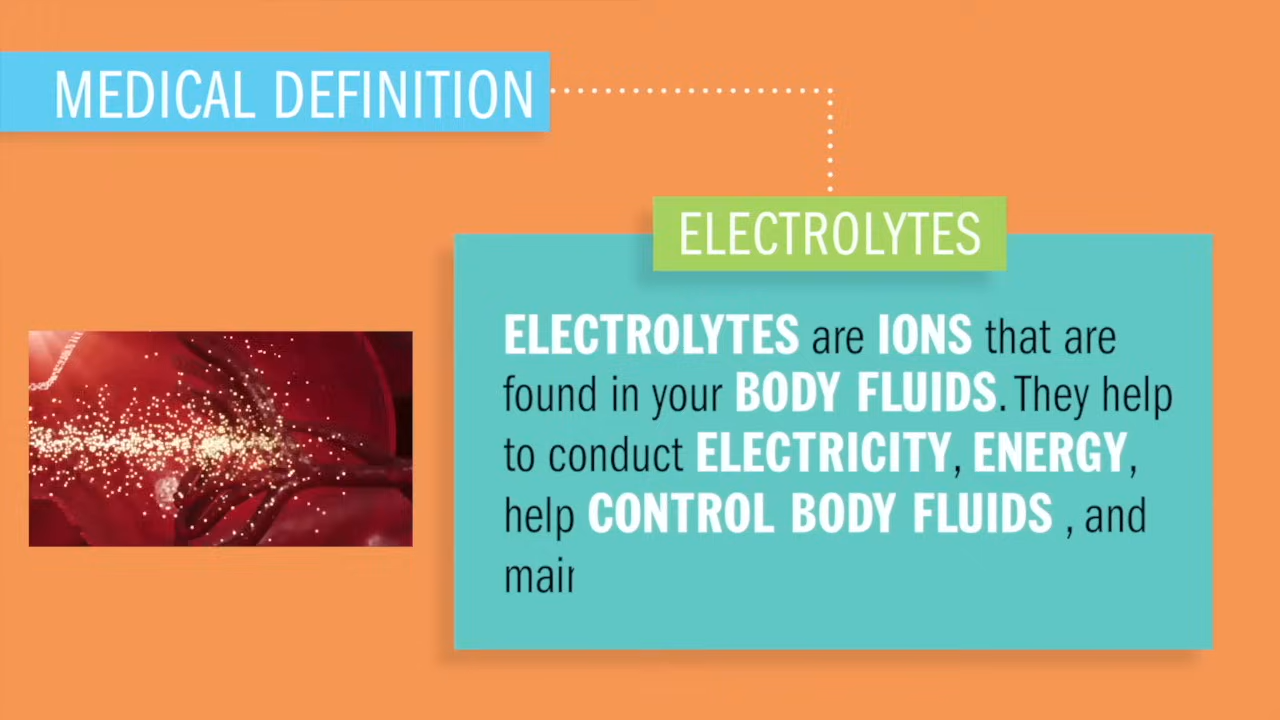 MEDICAL DEFINITION
ELECTROLYTES
ELECTROLYTES are IONS that are
found in your BODY FLUIDS. They help
to conduct ELECTRICITY, ENERGY,
help CONTROL BODY FLUIDS , and